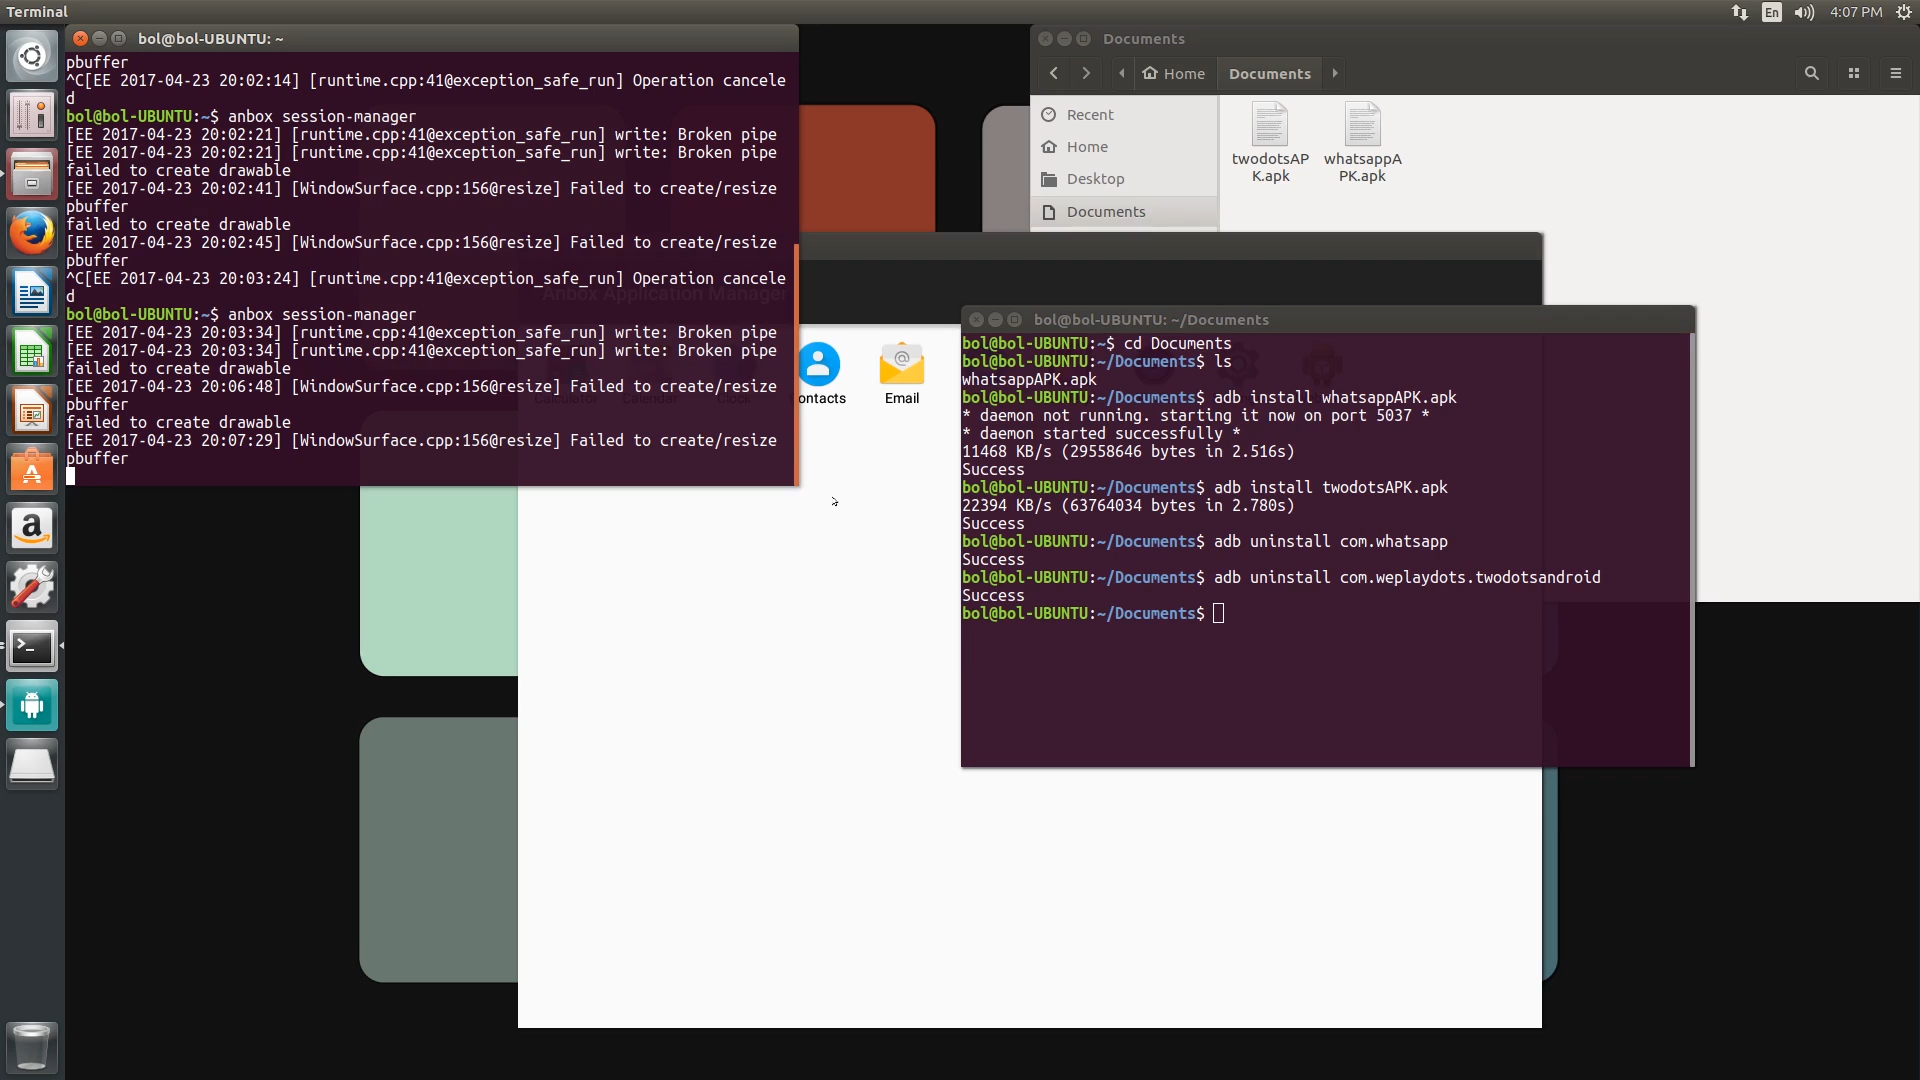 Terminal
En
4:07 PM
bol@bol-UBUNTU: ~
pbuffer
^C[EE 2017-04-23 20:02:14] [runtime.cpp:41@exception_safe_run] Operation cancele
d
bol@bol-UBUNTU:~$ anbox session-manager
[EE 2017-04-23 20:02:21] [runtime.cpp:41@exception_safe_run] write: Broken pipe
[EE 2017-04-23 20:02:21] [runtime.cpp:41@exception_safe_run] write: Broken pipe
failed to create drawable
[EE 2017-04-23 20:02:41] [WindowSurface.cpp:156@resize] Failed to create/resize
pbuffer
failed to create drawable
[EE 2017-04-23 20:02:45] [WindowSurface.cpp:156@resize] Failed to create/resize
pbuffer
^C[EE 2017-04-23 20:03:24] [runtime.cpp:41@exception_safe_run] Operation cancele
d
bol@bol-UBUNTU:~$ anbox session-manager
[EE 2017-04-23 20:03:34] [runtime.cpp:41@exception_safe_run] write: Broken pipe
[EE 2017-04-23 20:03:34] [runtime.cpp:41@exception_safe_run] write: Broken pipe
failed to create drawable
[EE 2017-04-23 20:06:48] [WindowSurface.cpp:156@resize] Failed to create/resize
pbuffer
failed to create drawable
[EE 2017-04-23 20:07:29] [WindowSurface.cpp:156@resize] Failed to create/resize
pbuffer
Anbox Application Manager
Calculator
Calendar
Clock
ontacts
Email
Documents
Home
Documents
Recent
Home
Desktop
Documents
twodotsAP
K.apk
whatsappA
PK.apk
bol@bol-UBUNTU: ~/Documents
bol@bol-UBUNTU:~$ cd Documents
bol@bol-UBUNTU:~/Documents$ ls
whatsappAPK.apk
bol@bol-UBUNTU:~/Documents$ adb install whatsappAPK.apk
* daemon not running. starting it now on port 5037 *
* daemon started successfully *
11468 KB/s (29558646 bytes in 2.516s)
Success
bol@bol-UBUNTU:~/Documents$ adb install twodotsAPK.apk
22394 KB/s (63764034 bytes in 2.780s)
Success
bol@bol-UBUNTU:~/Documents$ adb uninstall com.whatsapp
Success
bol@bol-UBUNTU:~/Documents$ adb uninstall com.weplaydots.twodotsandroid
Success
bol@bol-UBUNTU:~/Documents$